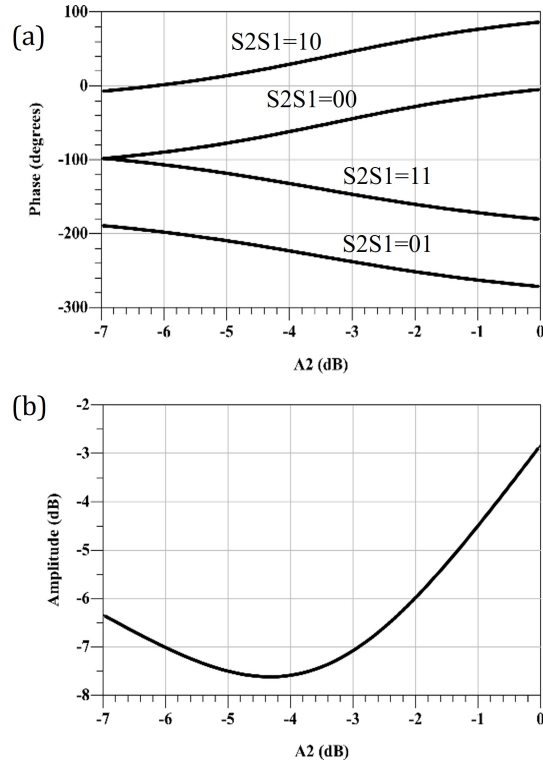 (a)
100
S2S1=10
0
S2S1=00
-100
S2S1=11
-200
S2S1=01
-300
Phase (degrees)
-7 -6 -5 -4 -3 -2 -1 0
A2 (dB)
(b)
-2
-3
-4
-5
-6
-7
-8
Amplitude (dB)
-7 -6 -5 -4 -3 -2 -1 0
A2 (dB)